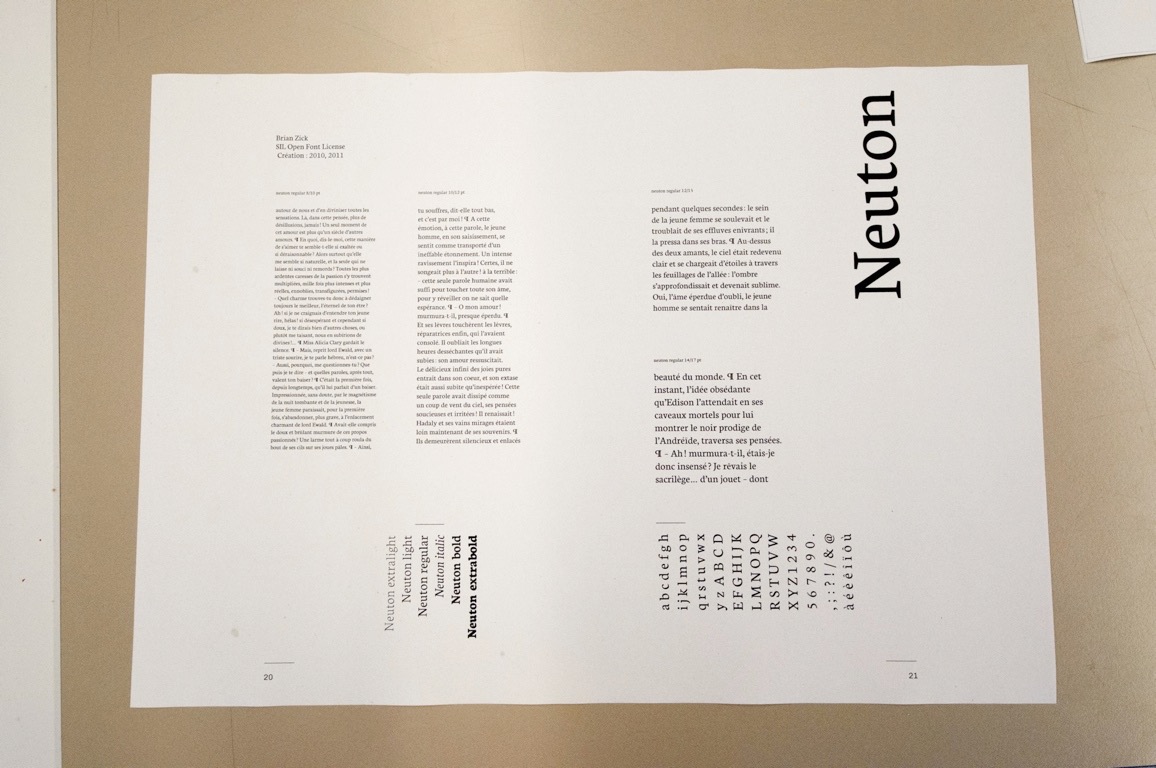 Neuton
Brian Zick
SIL Open Font License
Création : 2010, 2011
neuton regular 8/10 pt
autour de nous et d'en diviniser toutes les
sensations. Là, dans cette pensée, plus de
désillusions, jamais ! Un seul moment de
cet amour est plus qu'un siècle d'autres
amours. ¶ En quoi, dis-le moi, cette manière
de s'aimer te semble-t-elle si exaltée ou
si déraisonnable ? Alors surtout qu'elle
me semble si naturelle, et la seule qui ne
laisse ni souci ni remords ! Toutes les plus
ardentes caresses de la passion s'y trouvent
multipliées, mille fois plus intenses et plus
réelles, ennoblies, transfigurées, permises !
- Quel charme trouves-tu donc à dédaigner
toujours le meilleur, l'éternel de ton être ?
Ah ! si je ne craignais d'entendre ton jeune
rire, hélas ! si désespérant et cependant si
doux, je te dirais bien d'autres choses, ou
plutôt me taisant, nous en subirions de
divines !... ¶ Miss Alicia Clary gardait le
silence. ¶ – Mais, reprit lord Ewald, avec un
triste sourire, je te parle hébreu, n'est-ce pas ?
- Aussi, pourquoi, me questionnes-tu ! Que
puis-je te dire - et quelles paroles, après tout,
valent ton baiser ? ¶ C'était la première fois,
depuis longtemps, qu'il lui parlait d'un baiser.
Impressionnée, sans doute, par le magnétisme
de la nuit tombante et de la jeunesse, la
jeune femme paraissait, pour la première
fois, s'abandonner, plus grave, à l'enlacement
charmant de lord Ewald. ¶ Avait-elle compris
le doux et brûlant murmure de ces propos
passionnés ? Une larme tout à coup roula du
bout de ses cils sur ses joues pâles. ¶ – Ainsi,
neuton regular 10/12 pt
tu souffres, dit-elle tout bas,
et c'est par moi ! ¶ A cette
émotion, à cette parole, le jeune
homme, en son saisissement, se
sentit comme transporté d'un
ineffable étonnement. Un intense
ravissement l'inspira ! Certes, il ne
songeait plus à l'autre ! à la terrible :
- cette seule parole humaine avait
suffi pour toucher toute son âme,
pour y réveiller on ne sait quelle
espérance. ¶ – O mon amour !
murmura-t-il, presque éperdu. ¶
Et ses lèvres touchèrent les lèvres,
réparatrices enfin, qui l'avaient
consolé. Il oubliait les longues
heures desséchantes qu'il avait
subies : son amour ressuscitait.
Le délicieux infini des joies pures
entrait dans son coeur, et son extase
était aussi subite qu'inespérée ! Cette
seule parole avait dissipé comme
un coup de vent du ciel, ses pensées
soucieuses et irritées ! Il renaissait !
Hadaly et ses vains mirages étaient
loin maintenant de ses souvenirs. ¶
Ils demeurèrent silencieux et enlacés
neuton regular 12/15
pendant quelques secondes : le sein
de la jeune femme se soulevait et le
troublait de ses effluves enivrants ; il
la pressa dans ses bras. ¶ Au-dessus
des deux amants, le ciel était redevenu
clair et se chargeait d'étoiles à travers
les feuillages de l'allée : l'ombre
s'approfondissait et devenait sublime.
Oui, l'âme éperdue d'oubli, le jeune
homme se sentait renaitre dans la
neuton regular 14/17 pt
beauté du monde. ¶ En cet
instant, l'idée obsédante
qu'Edison l'attendait en ses
caveaux mortels pour lui
montrer le noir prodige de
l'Andréide, traversa ses pensées.
¶ – Ah ! murmura-t-il, étais-je
donc insensé ? Je rêvais le
sacrilège... d'un jouet – dont
Neuton extralight
Neuton light
Neuton regular
Neuton italic
Neuton bold
Neuton extrabold
a b c d e f g h
i j k l m n o p
q r s t u v w x
y z A B C D
E F G H I J K
L M N O P Q
R S T U V W
X Y Z 1 2 3 4
5 6 7 8 9 0 .
, ; : ? ! / & @
20
21